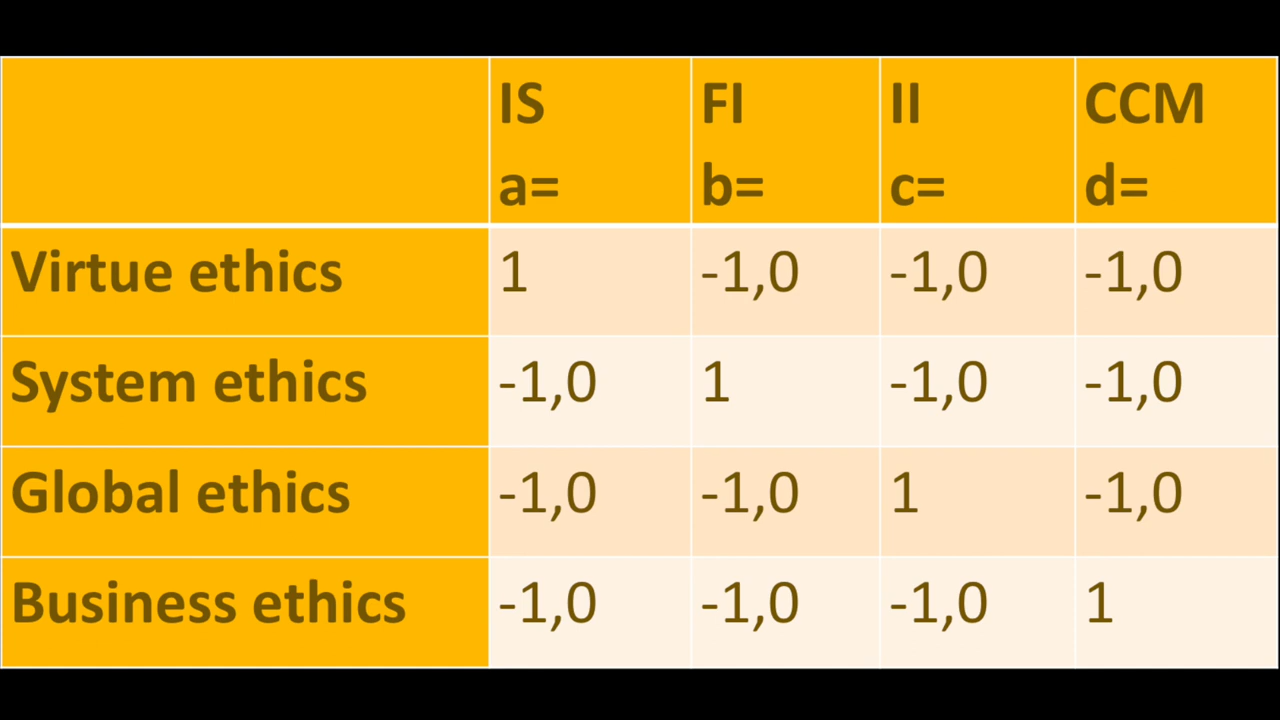 IS FI II CCM
a= b= c= d=
Virtue ethics 1 -1,0 -1,0 -1,0
System ethics -1,0 1 -1,0 -1,0
Global ethics -1,0 -1,0 1 -1,0
Business ethics -1,0 -1,0 -1,0 1